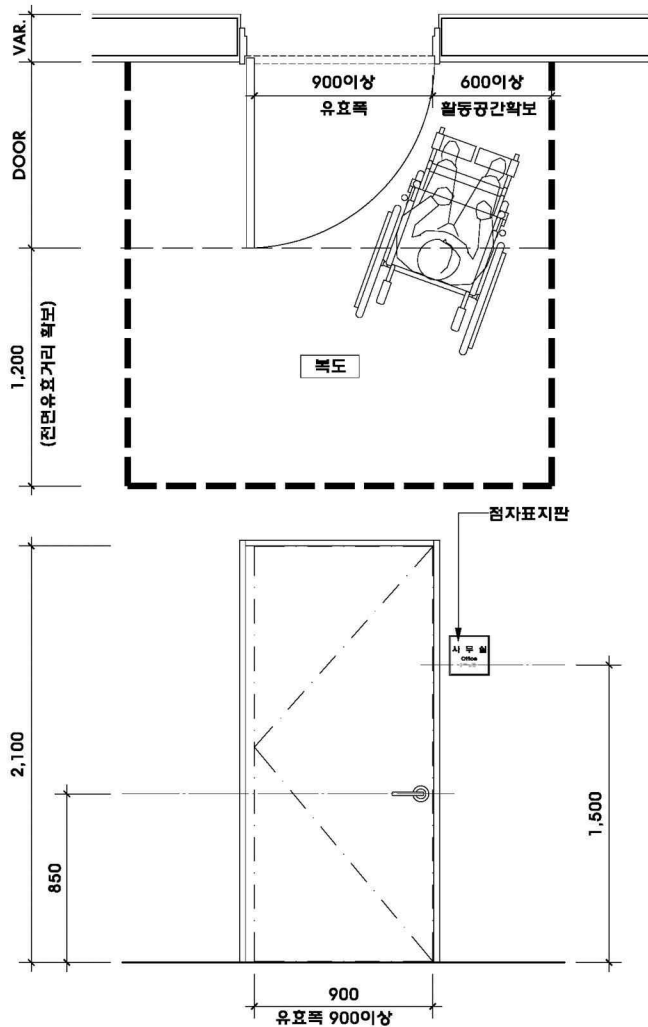 VAR.
900이상
유효폭
600이상
활동공간확보
DOOR
1,200
(전면유효거리 확보)
복도
점자표지판
사 무 실
Office
2,100
850
1,500
900
유효폭 900이상